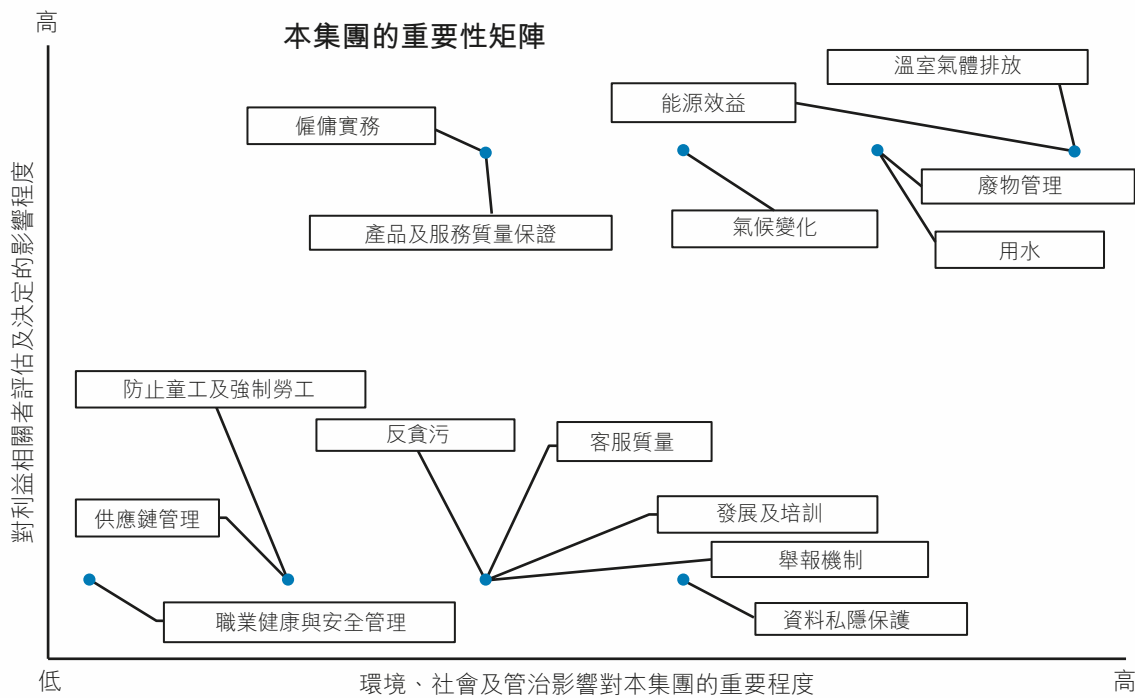 高
本集團的重要性矩陣
溫室氣體排放
能源效益
僱傭實務
廢物管理
產品及服務質量保證
氣候變化
用水
對利益相關者評估及決定的影響程度
防止童工及強制勞工
反貪污
客服質量
供應鏈管理
發展及培訓
舉報機制
職業健康與安全管理
資料私隱保護
低
環境、社會及管治影響對本集團的重要程度
高